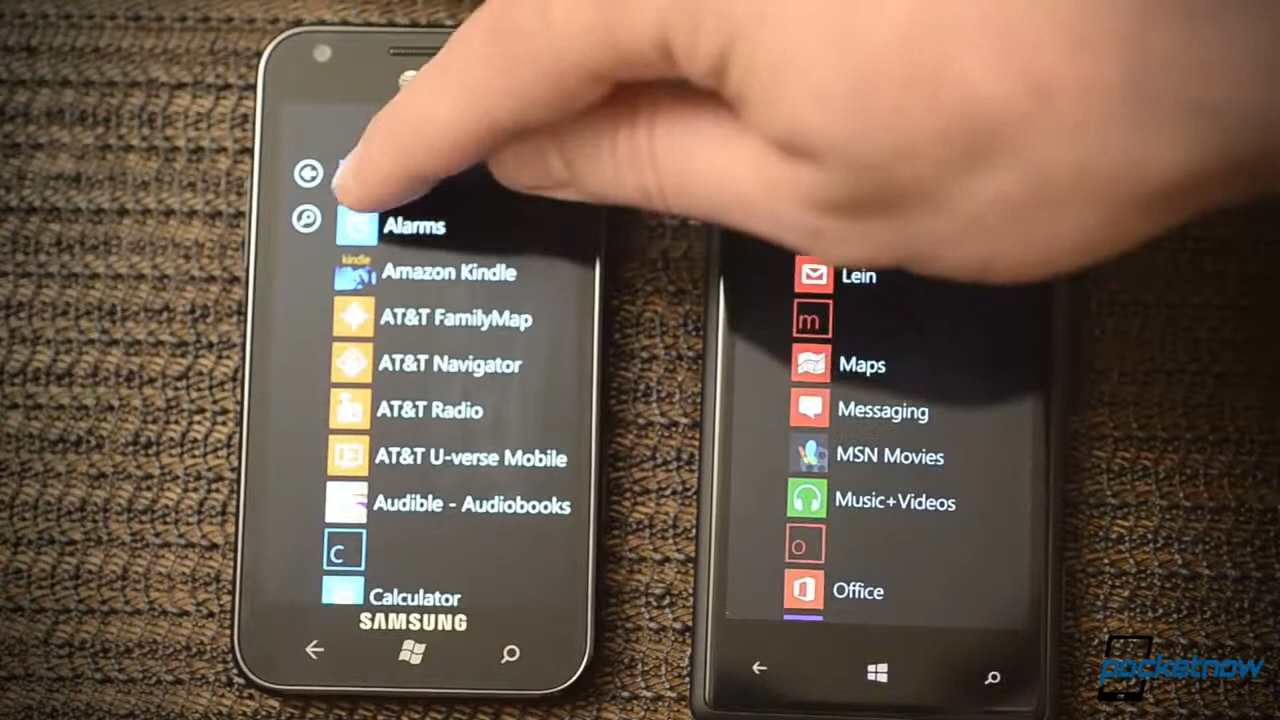 Alarms
kindle
Amazon Kindle
AT&T FamilyMap
AT&T Navigator
AT&T Radio
AT&T U-verse Mobile
Audible - Audiobooks
c
Calculator
SAMSUNG
Lein
m
Maps
Messaging
MSN Movies
Music+Videos
o
Office
pocketnow